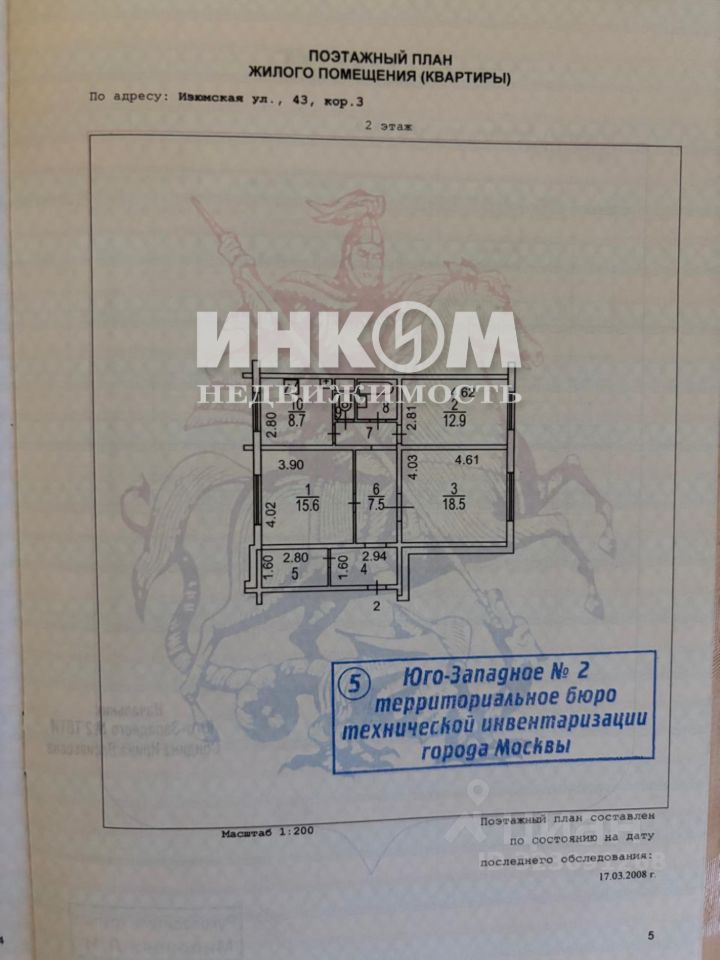 ПОЭТАЖНЫЙ ПЛАН
ЖИЛОГО ПОМЕЩЕНИЯ (КВАРТИРЫ)
По адресу: Изюмская ул., 43, кор.3
2 этаж
ИНКОМ
НЕДВИЖИМОСТЬ
10
8.7
2.80
8
7
2.81
4.62
2
12.9
3.90
4.02
1
15.6
6
7.5
4.03
4.61
3
18.5
1.60
2.80
5
1.60
2.94
4
2
5
Юго-Западное № 2
территориальное бюро
технической инвентаризации
города Москвы
Масштаб 1:200
Поэтажный план составлен
по состоянию на дату
последнего обследования:
17.03.2008 г.
5
4